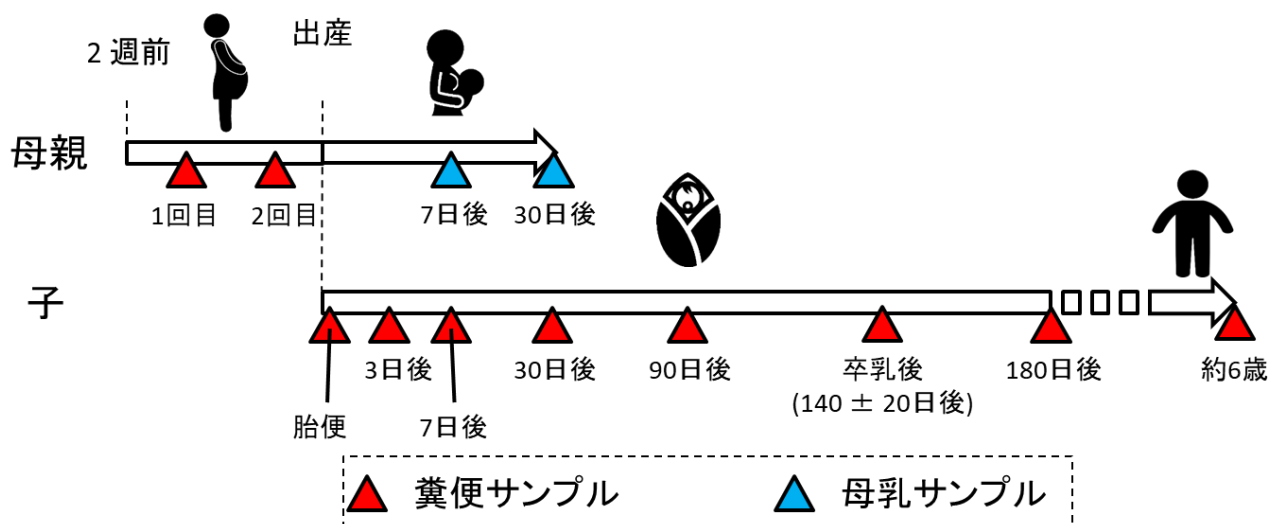 2 週前
出産
母親
1回目
2回目
7日後
30日後
子
3日後
30日後
90日後
卒乳後
(140 ± 20日後)
180日後
約6歳
胎便
7日後
糞便サンプル
母乳サンプル